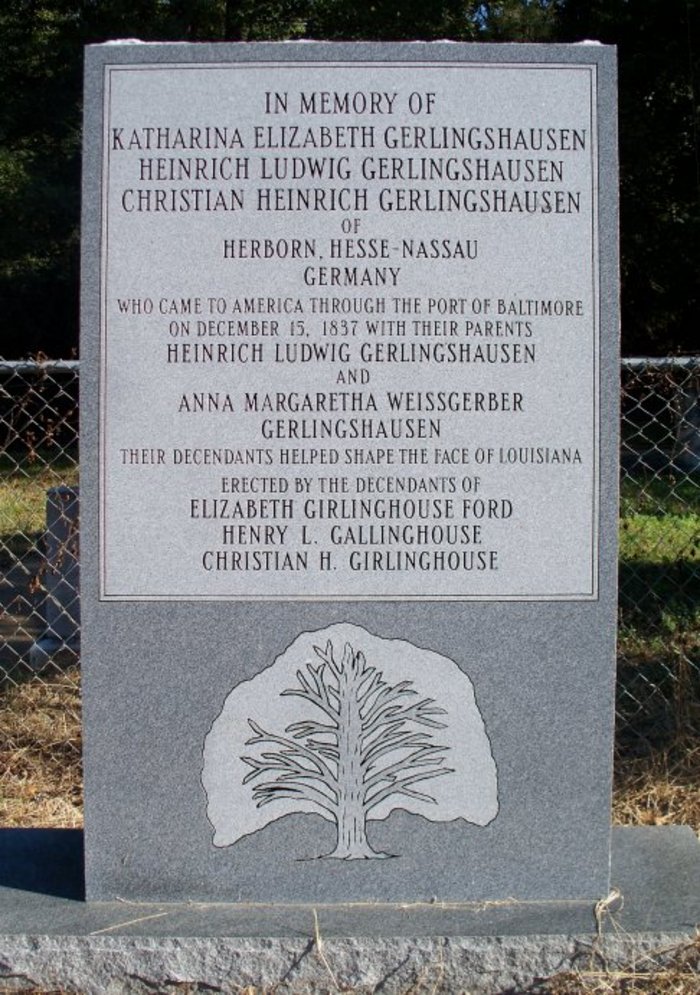 IN MEMORY OF
KATHARINA ELIZABETH GERLINGSHAUSEN
HEINRICH LUDWIG GERLINGSHAUSEN
CHRISTIAN HEINRICH GERLINGSHAUSEN
OF
HERBORN, HESSE-NASSAU
GERMANY
WHO CAME TO AMERICA THROUGH THE PORT OF BALTIMORE
ON DECEMBER 15, 1837 WITH THEIR PARENTS
HEINRICH LUDWIG GERLINGSHAUSEN
AND
ANNA MARGARETHA WEISSGERBER
GERLINGSHAUSEN
THEIR DECENDANTS HELPED SHAPE THE FACE OF LOUISIANA
ERECTED BY THE DECENDANTS OF
ELIZABETH GIRLINGHOUSE FORD
HENRY L. GALLINGHOUSE
CHRISTIAN H. GIRLINGHOUSE